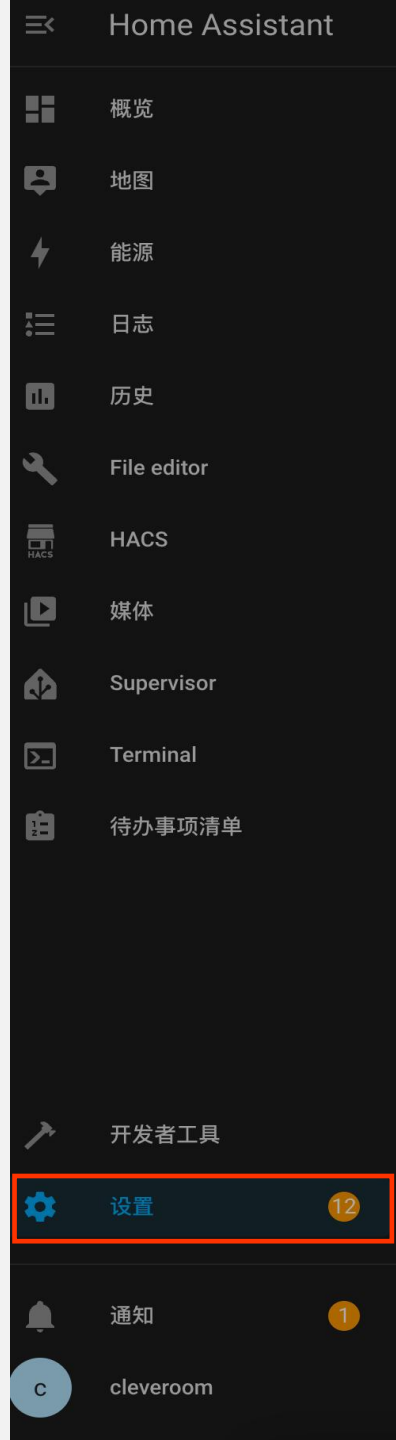 Home Assistant
概览
地图
能源
日志
历史
File editor
HACS
HACS
媒体
Supervisor
Terminal
待办事项清单
开发者工具
设置 12
通知 1
c cleveroom